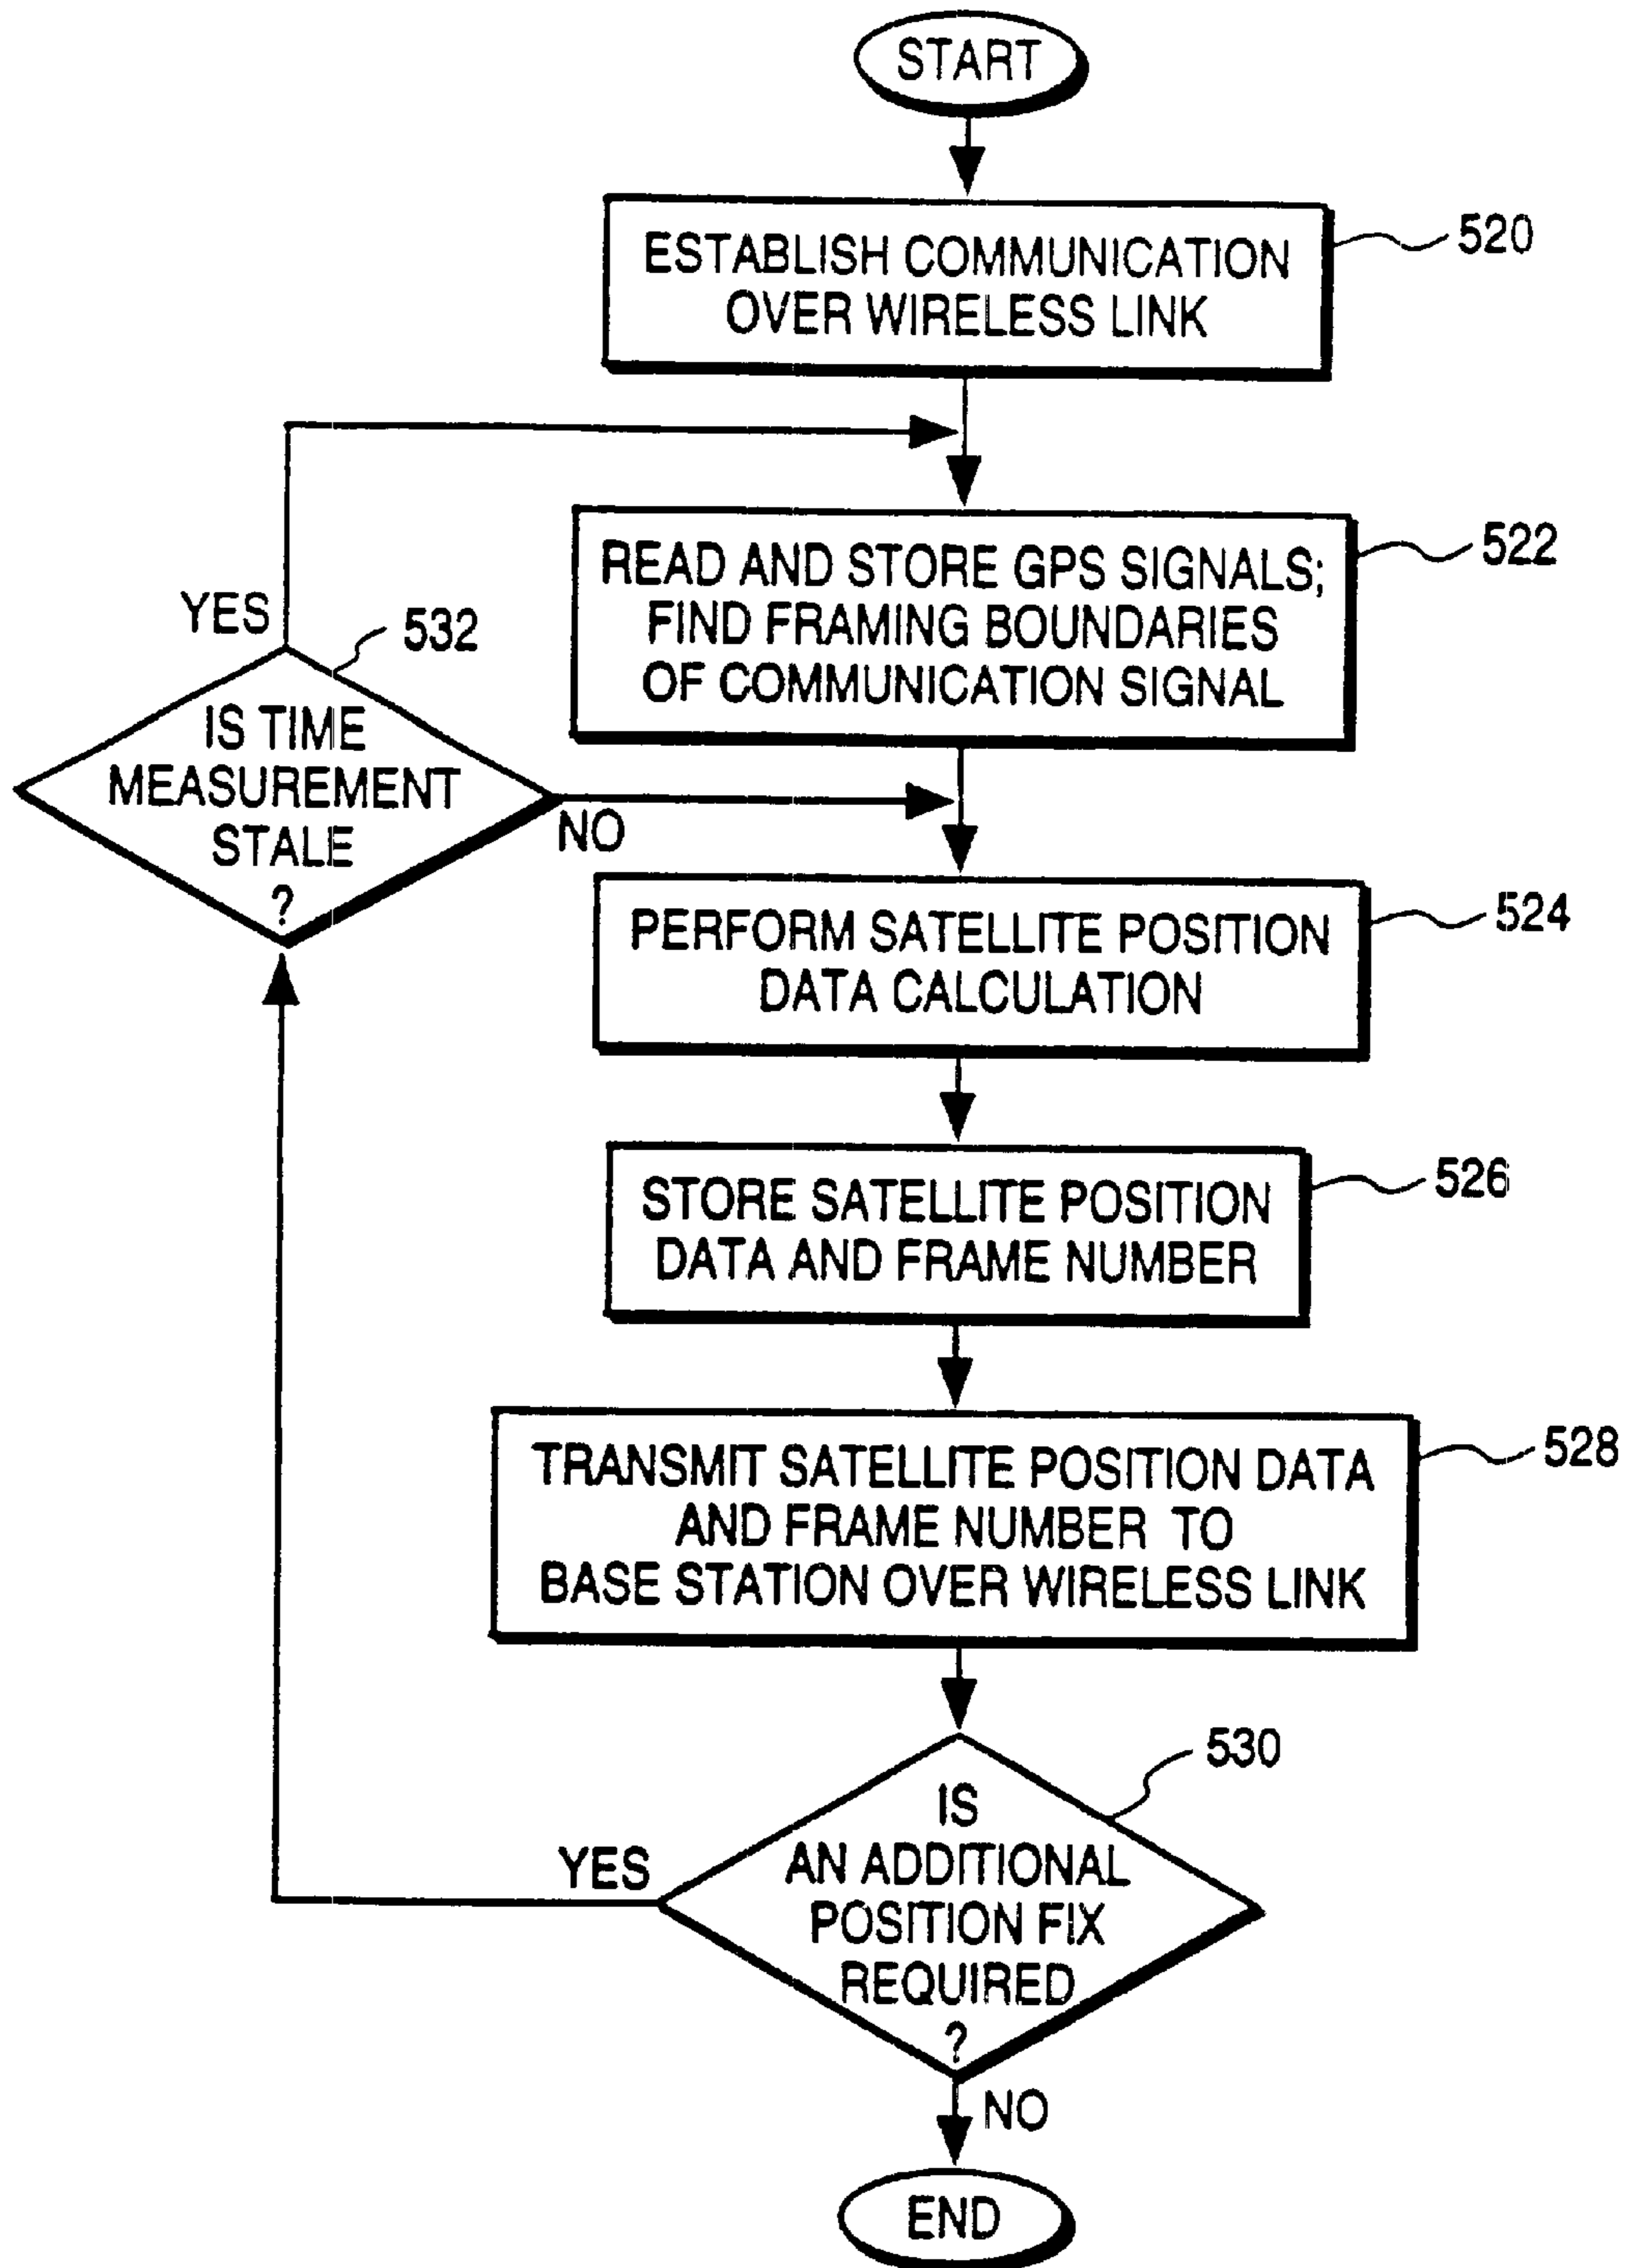 START
ESTABLISH COMMUNICATION
OVER WIRELESS LINK
520
READ AND STORE GPS SIGNALS;
FIND FRAMING BOUNDARIES
OF COMMUNICATION SIGNAL
522
YES
532
IS TIME
MEASUREMENT
STALE
?
NO
PERFORM SATELLITE POSITION
DATA CALCULATION
524
STORE SATELLITE POSITION
DATA AND FRAME NUMBER
526
TRANSMIT SATELLITE POSITION DATA
AND FRAME NUMBER TO
BASE STATION OVER WIRELESS LINK
528
530
IS
AN ADDITIONAL
POSITION FIX
REQUIRED
?
YES
NO
END